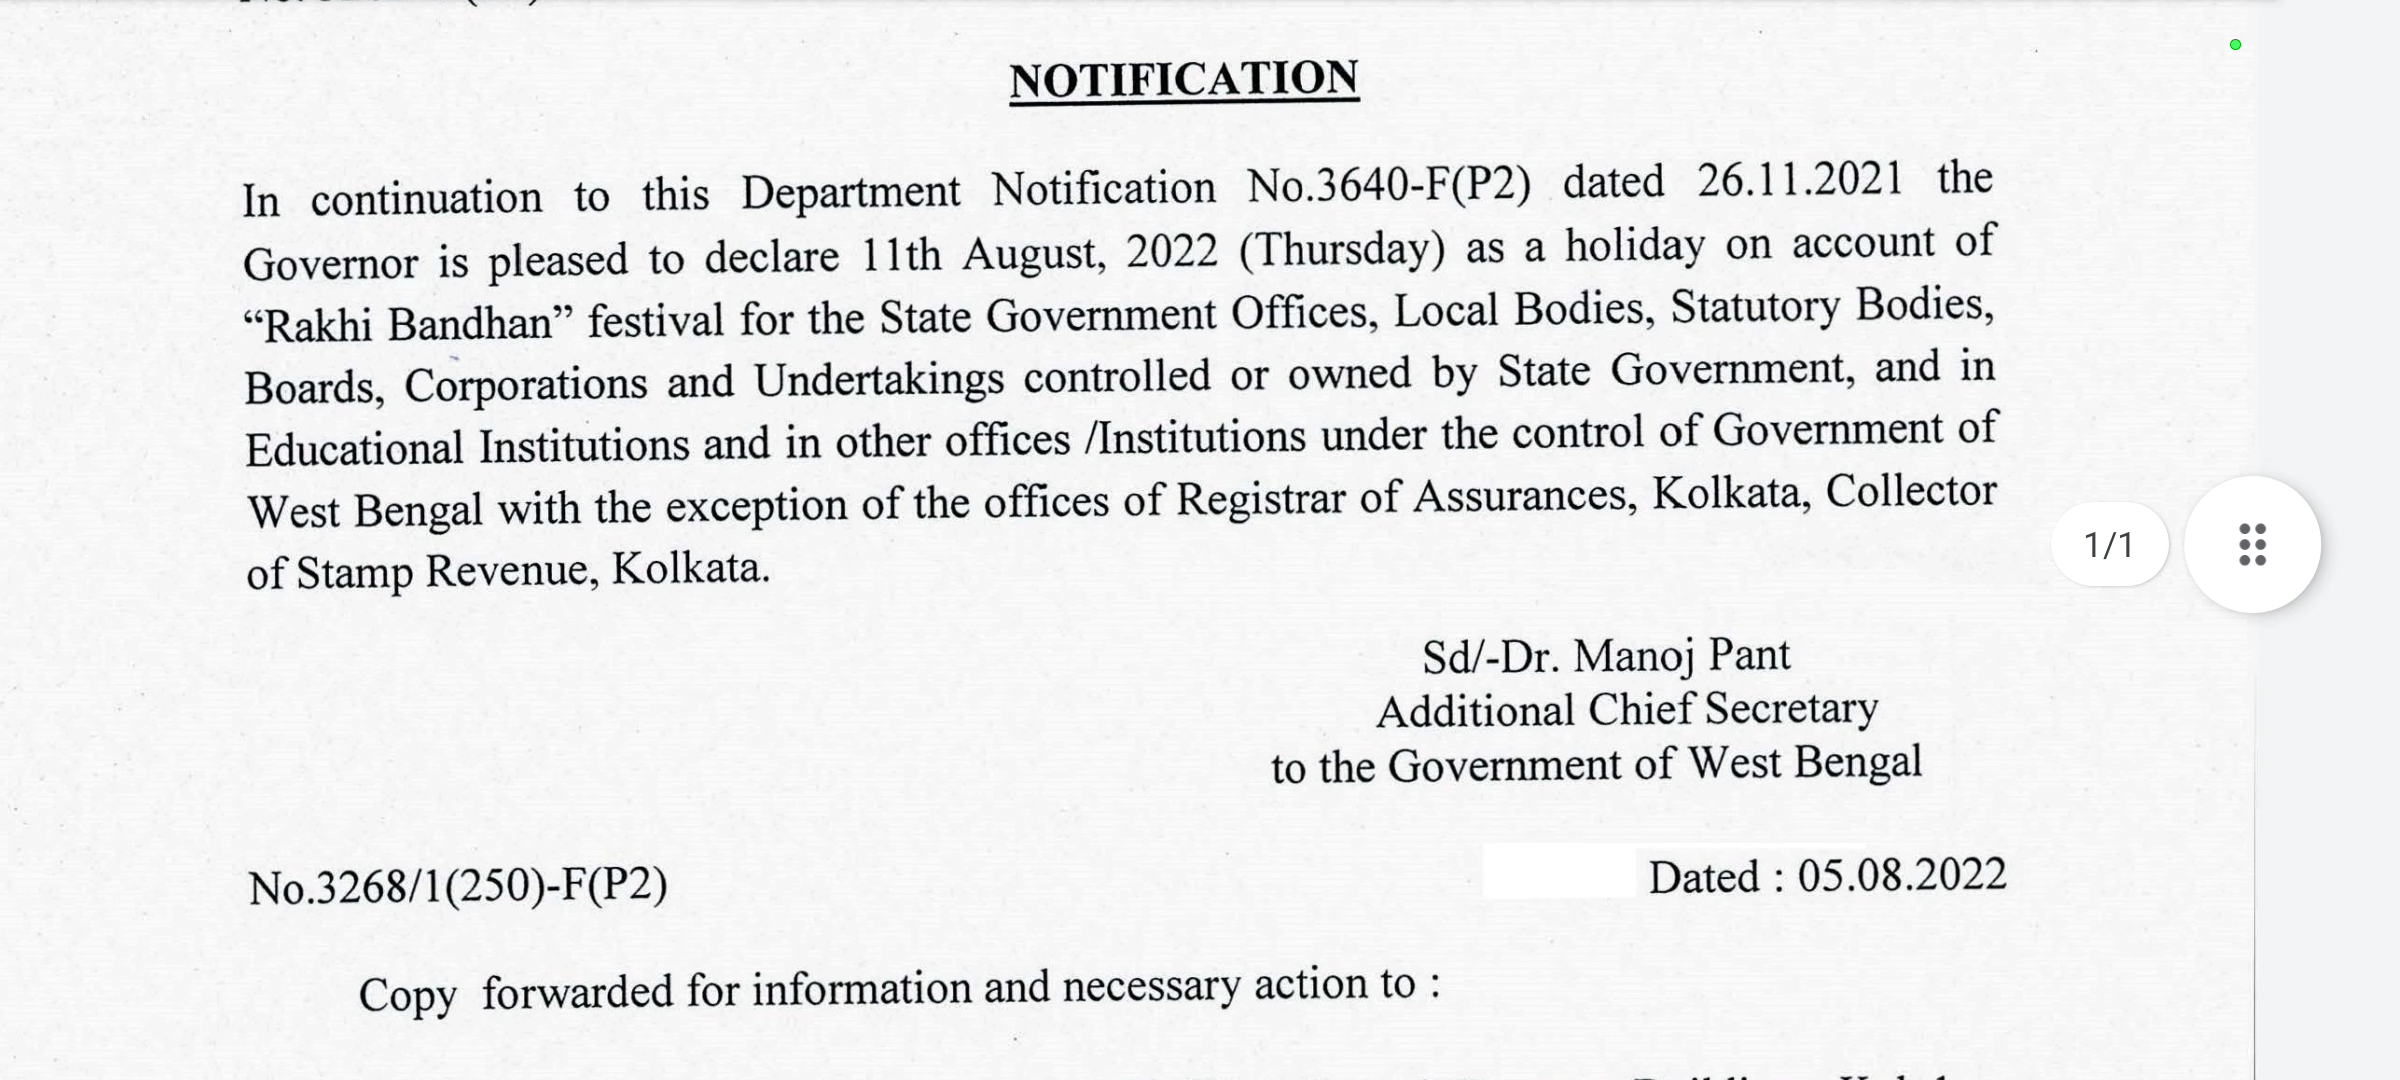 NOTIFICATION
In continuation to this Department Notification No.3640-F(P2) dated 26.11.2021 the
Governor is pleased to declare 11th August, 2022 (Thursday) as a holiday on account of
“Rakhi Bandhan” festival for the State Government Offices, Local Bodies, Statutory Bodies,
Boards, Corporations and Undertakings controlled or owned by State Government, and in
Educational Institutions and in other offices /Institutions under the control of Government of
West Bengal with the exception of the offices of Registrar of Assurances, Kolkata, Collector
of Stamp Revenue, Kolkata.
1/1
Sd/-Dr. Manoj Pant
Additional Chief Secretary
to the Government of West Bengal
No.3268/1(250)-F(P2) Dated : 05.08.2022
Copy forwarded for information and necessary action to :